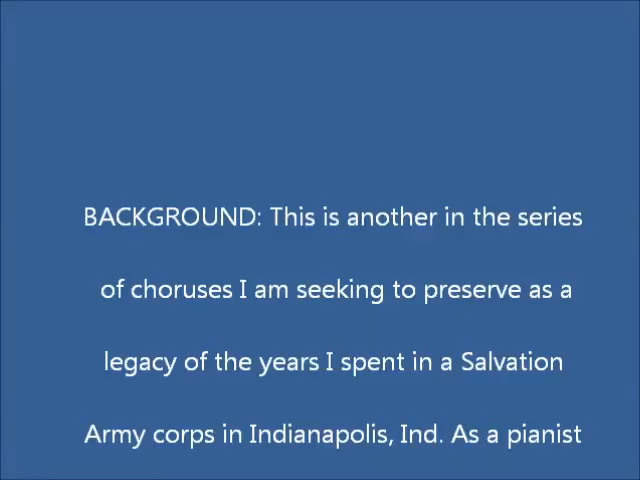 BACKGROUND: This is another in the series
of choruses I am seeking to preserve as a
legacy of the years I spent in a Salvation
Army corps in Indianapolis, Ind. As a pianist